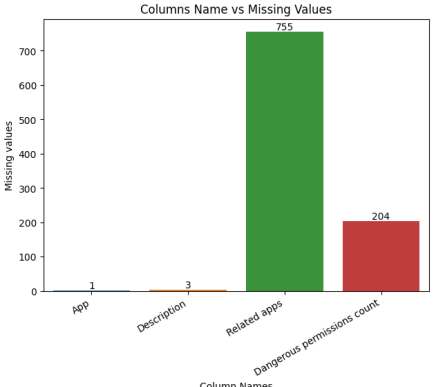 Columns Name vs Missing Values
755
700
600
500
400
300
200
100
0
204
1
3
Missing values
App
Description
Related apps
Dangerous permissions count
Column Names